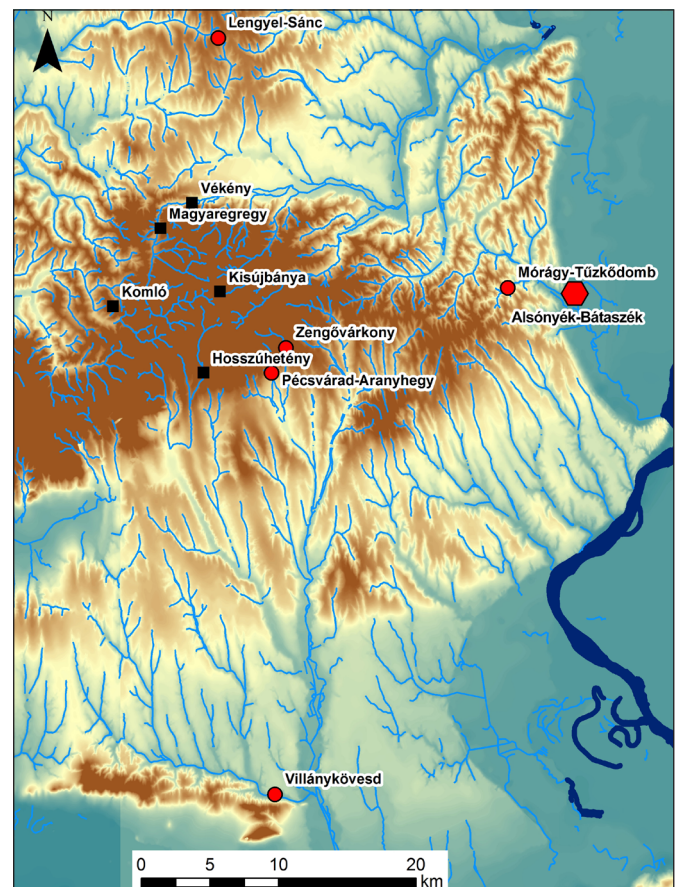 N
Lengyel-Sánc
Vékény
Magyaregregy
Mórágy-Tűzkődomb
Kisújbánya
Komló
Alsónyék-Bátaszék
Zengővárkony
Hosszúhetény
Pécsvárad-Aranyhegy
Villánykövesd
0 5 10 20
km